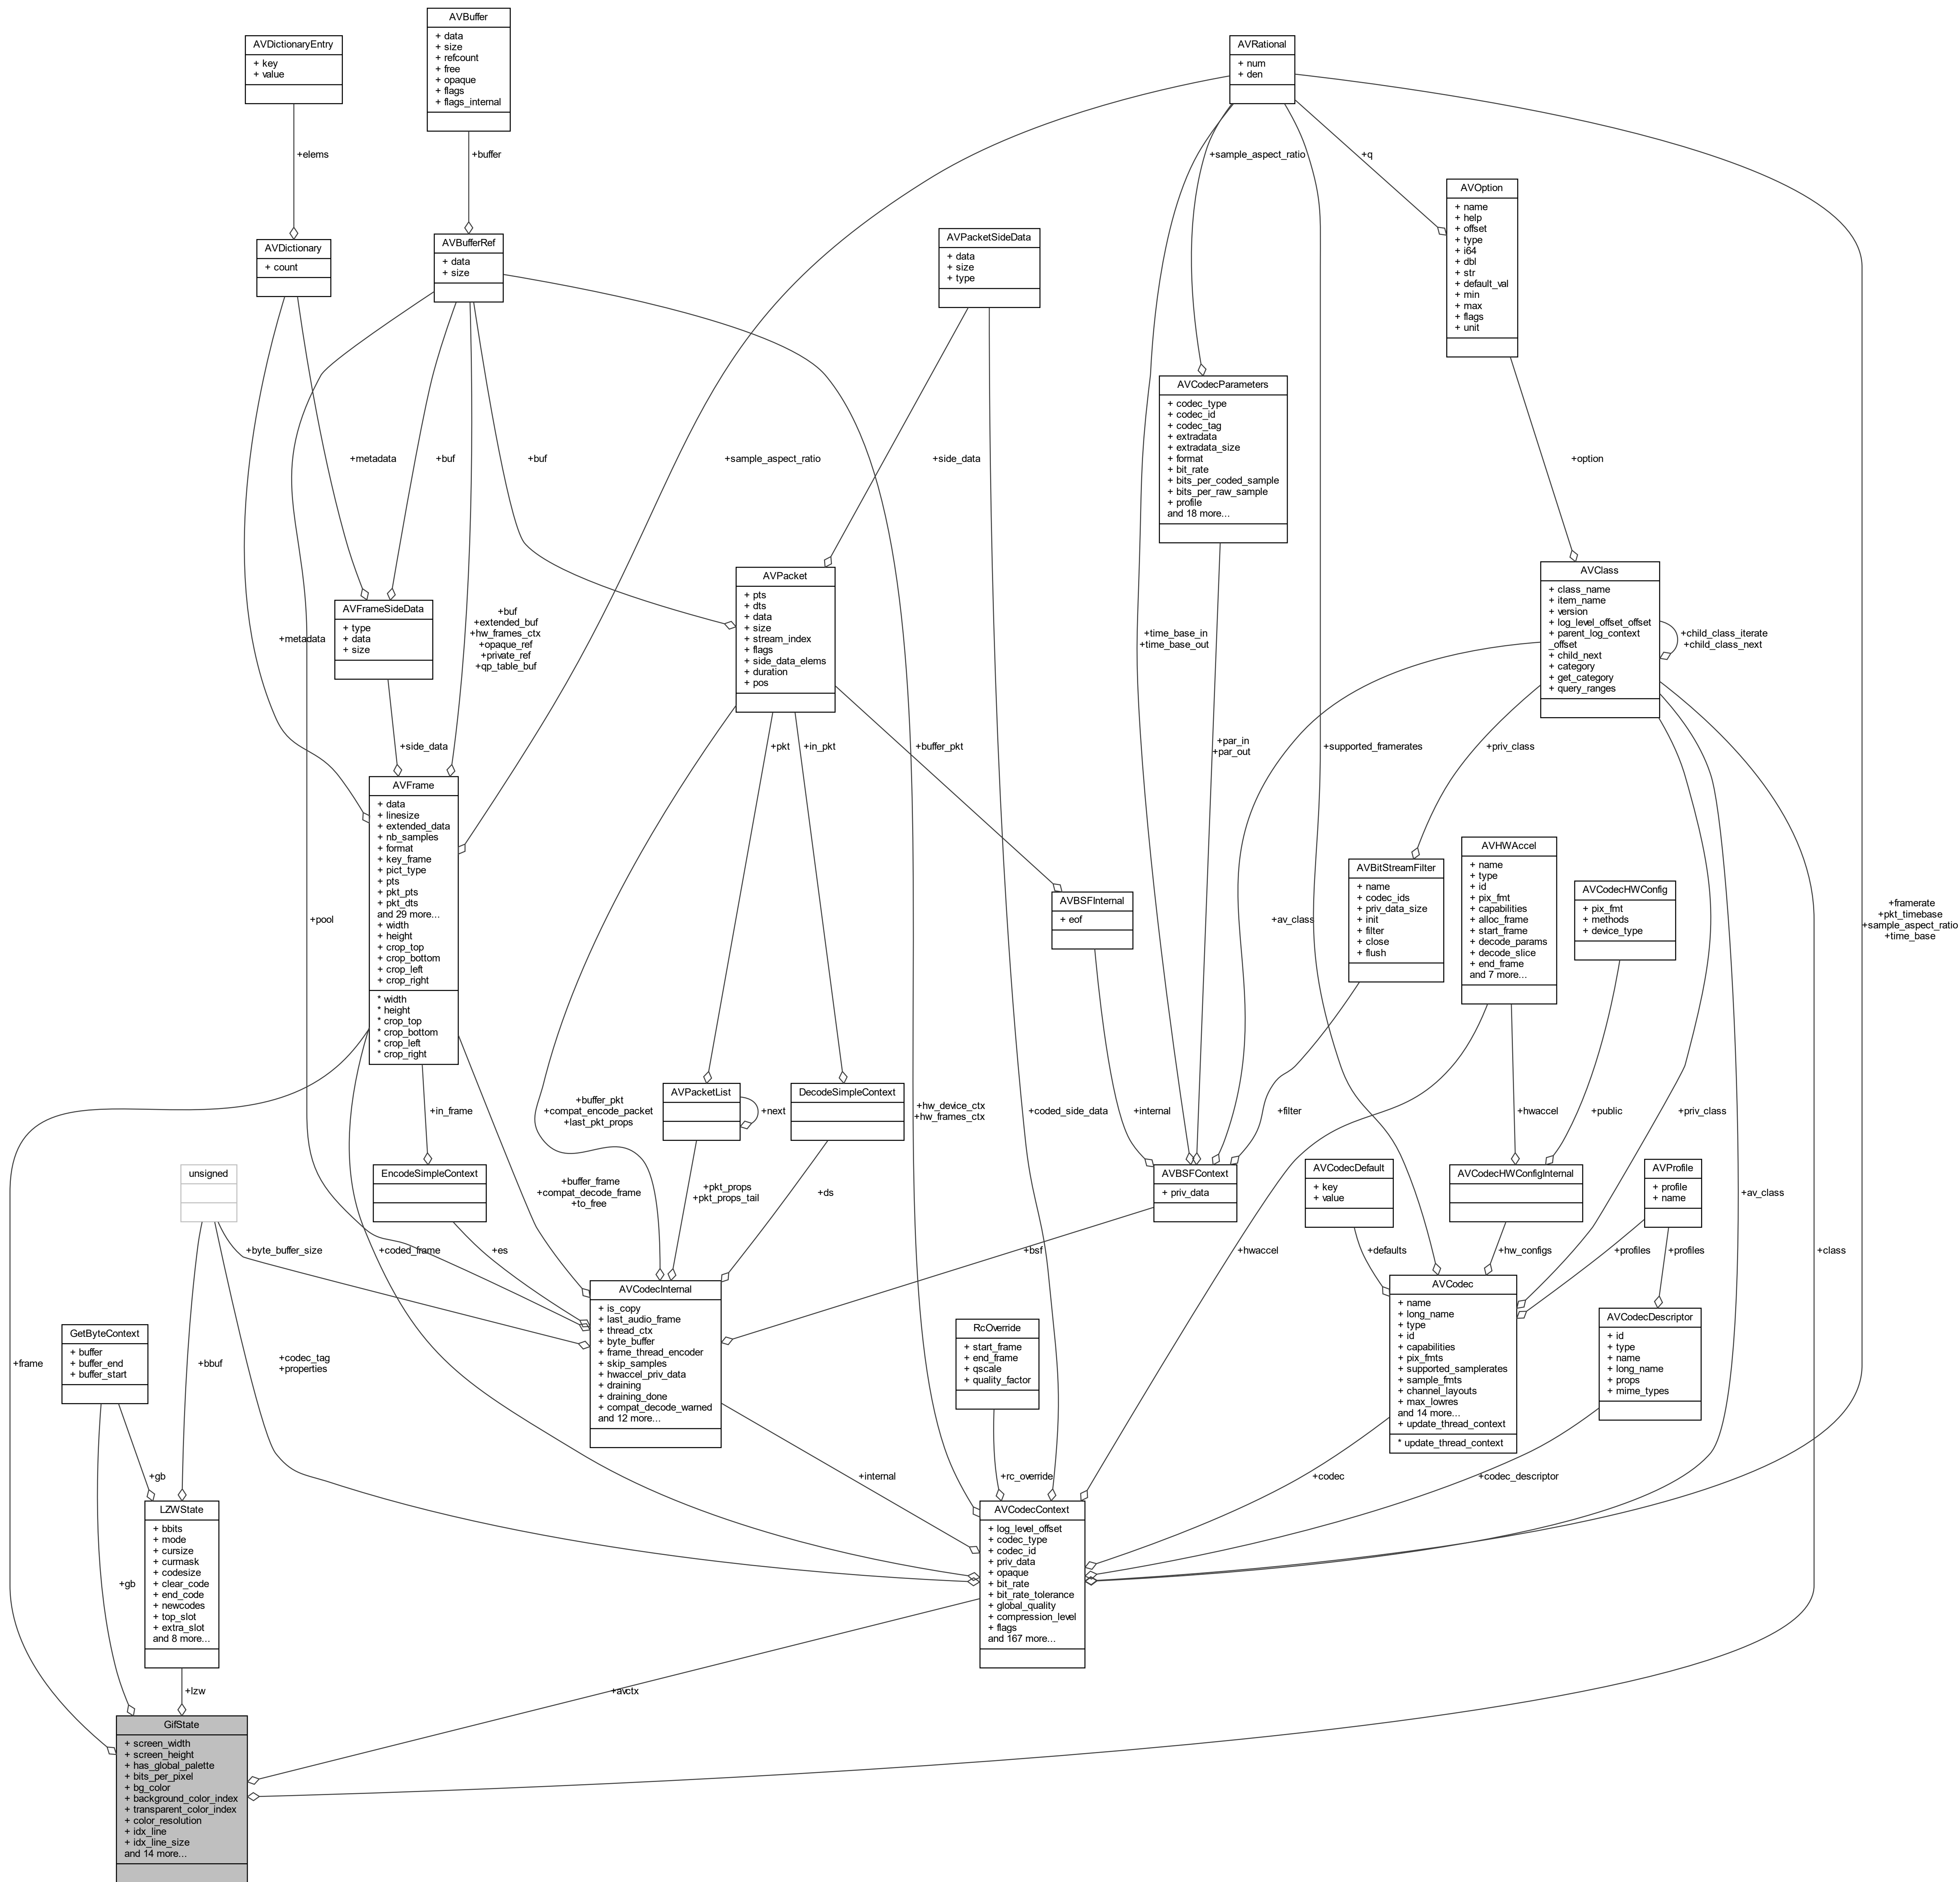 AVBuffer
+ data
+ size
+ refcount
+ free
+ opaque
+ flags
+ flags_internal
AVDictionaryEntry
+ key
+ value
AVRational
+ num
+ den
+elems
+buffer
+sample_aspect_ratio
+q
AVOption
+ name
+ help
+ offset
+ type
+ i64
+ dbl
+ str
+ default_val
+ min
+ max
+ flags
+ unit
AVDictionary
+ count
AVBufferRef
+ data
+ size
AVPacketSideData
+ data
+ size
+ type
AVCodecParameters
+ codec_type
+ codec_id
+ codec_tag
+ extradata
+ extradata_size
+ format
+ bit_rate
+ bits_per_coded_sample
+ bits_per_raw_sample
+ profile
and 18 more...
+metadata
+buf
+buf
+sample_aspect_ratio
+side_data
+option
AVClass
+ class_name
+ item_name
+ version
+ log_level_offset_offset
+ parent_log_context
_offset
+ child_next
+ category
+ get_category
+ query_ranges
+child_class_iterate
+child_class_next
AVPacket
+ pts
+ dts
+ data
+ size
+ stream_index
+ flags
+ side_data_elems
+ duration
+ pos
AVFrameSideData
+ type
+ data
+ size
+metadata
+buf
+extended_buf
+hw_frames_ctx
+opaque_ref
+private_ref
+qp_table_buf
+time_base_in
+time_base_out
+side_data
+pkt
+in_pkt
+buffer_pkt
+par_in
+par_out
+supported_framerates
+priv_class
AVFrame
+ data
+ linesize
+ extended_data
+ nb_samples
+ format
+ key_frame
+ pict_type
+ pts
+ pkt_pts
+ pkt_dts
and 29 more...
+ width
+ height
+ crop_top
+ crop_bottom
+ crop_left
+ crop_right
* width
* height
* crop_top
* crop_bottom
* crop_left
* crop_right
AVBitStreamFilter
+ name
+ codec_ids
+ priv_data_size
+ init
+ filter
+ close
+ flush
AVHWAccel
+ name
+ type
+ id
+ pix_fmt
+ capabilities
+ alloc_frame
+ start_frame
+ decode_params
+ decode_slice
+ end_frame
and 7 more...
AVCodecHWConfig
+ pix_fmt
+ methods
+ device_type
AVBSFInternal
+ eof
+pool
+av_class
+framerate
+pkt_timebase
+sample_aspect_ratio
+time_base
AVPacketList
+next
DecodeSimpleContext
+in_frame
+buffer_pkt
+compat_encode_packet
+last_pkt_props
+hw_device_ctx
+hw_frames_ctx
+coded_side_data
+internal
+filter
+hwaccel
+public
+priv_class
unsigned
EncodeSimpleContext
+buffer_frame
+compat_decode_frame
+to_free
+pkt_props
+pkt_props_tail
+ds
AVBSFContext
+ priv_data
AVCodecDefault
+ key
+ value
AVCodecHWConfigInternal
AVProfile
+ profile
+ name
+av_class
+byte_buffer_size
+coded_frame
+es
+bsf
+hwaccel
+defaults
+hw_configs
+profiles
+profiles
+class
AVCodecInternal
+ is_copy
+ last_audio_frame
+ thread_ctx
+ byte_buffer
+ frame_thread_encoder
+ skip_samples
+ hwaccel_priv_data
+ draining
+ draining_done
+ compat_decode_warned
and 12 more...
AVCodec
+ name
+ long_name
+ type
+ id
+ capabilities
+ pix_fmts
+ supported_samplerates
+ sample_fmts
+ channel_layouts
+ max_lowres
and 14 more...
+ update_thread_context
* update_thread_context
AVCodecDescriptor
+ id
+ type
+ name
+ long_name
+ props
+ mime_types
GetByteContext
+ buffer
+ buffer_end
+ buffer_start
RcOverride
+ start_frame
+ end_frame
+ qscale
+ quality_factor
+frame
+bbuf
+codec_tag
+properties
+gb
+internal
+rc_override
+codec
+codec_descriptor
LZWState
+ bbits
+ mode
+ cursize
+ curmask
+ codesize
+ clear_code
+ end_code
+ newcodes
+ top_slot
+ extra_slot
and 8 more...
AVCodecContext
+ log_level_offset
+ codec_type
+ codec_id
+ priv_data
+ opaque
+ bit_rate
+ bit_rate_tolerance
+ global_quality
+ compression_level
+ flags
and 167 more...
+gb
+lzw
+avctx
GifState
+ screen_width
+ screen_height
+ has_global_palette
+ bits_per_pixel
+ bg_color
+ background_color_index
+ transparent_color_index
+ color_resolution
+ idx_line
+ idx_line_size
and 14 more...